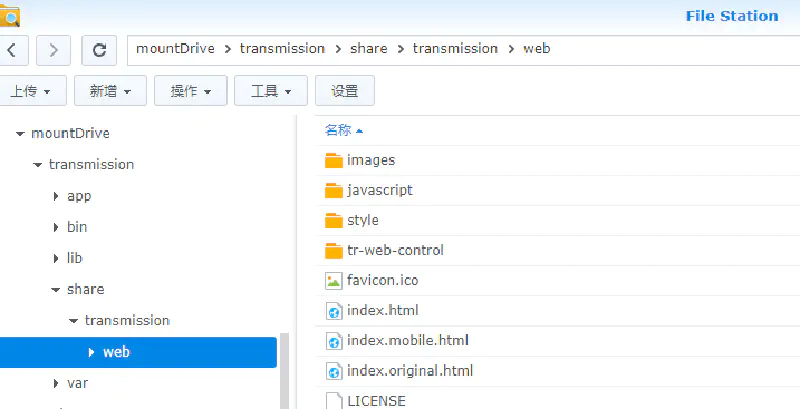 File Station
mountDrive > transmission > share > transmission > web
上传 新增 操作 工具 设置
mountDrive
transmission
app
bin
lib
share
transmission
web
var
名称
images
javascript
style
tr-web-control
favicon.ico
index.html
index.mobile.html
index.original.html
LICENSE